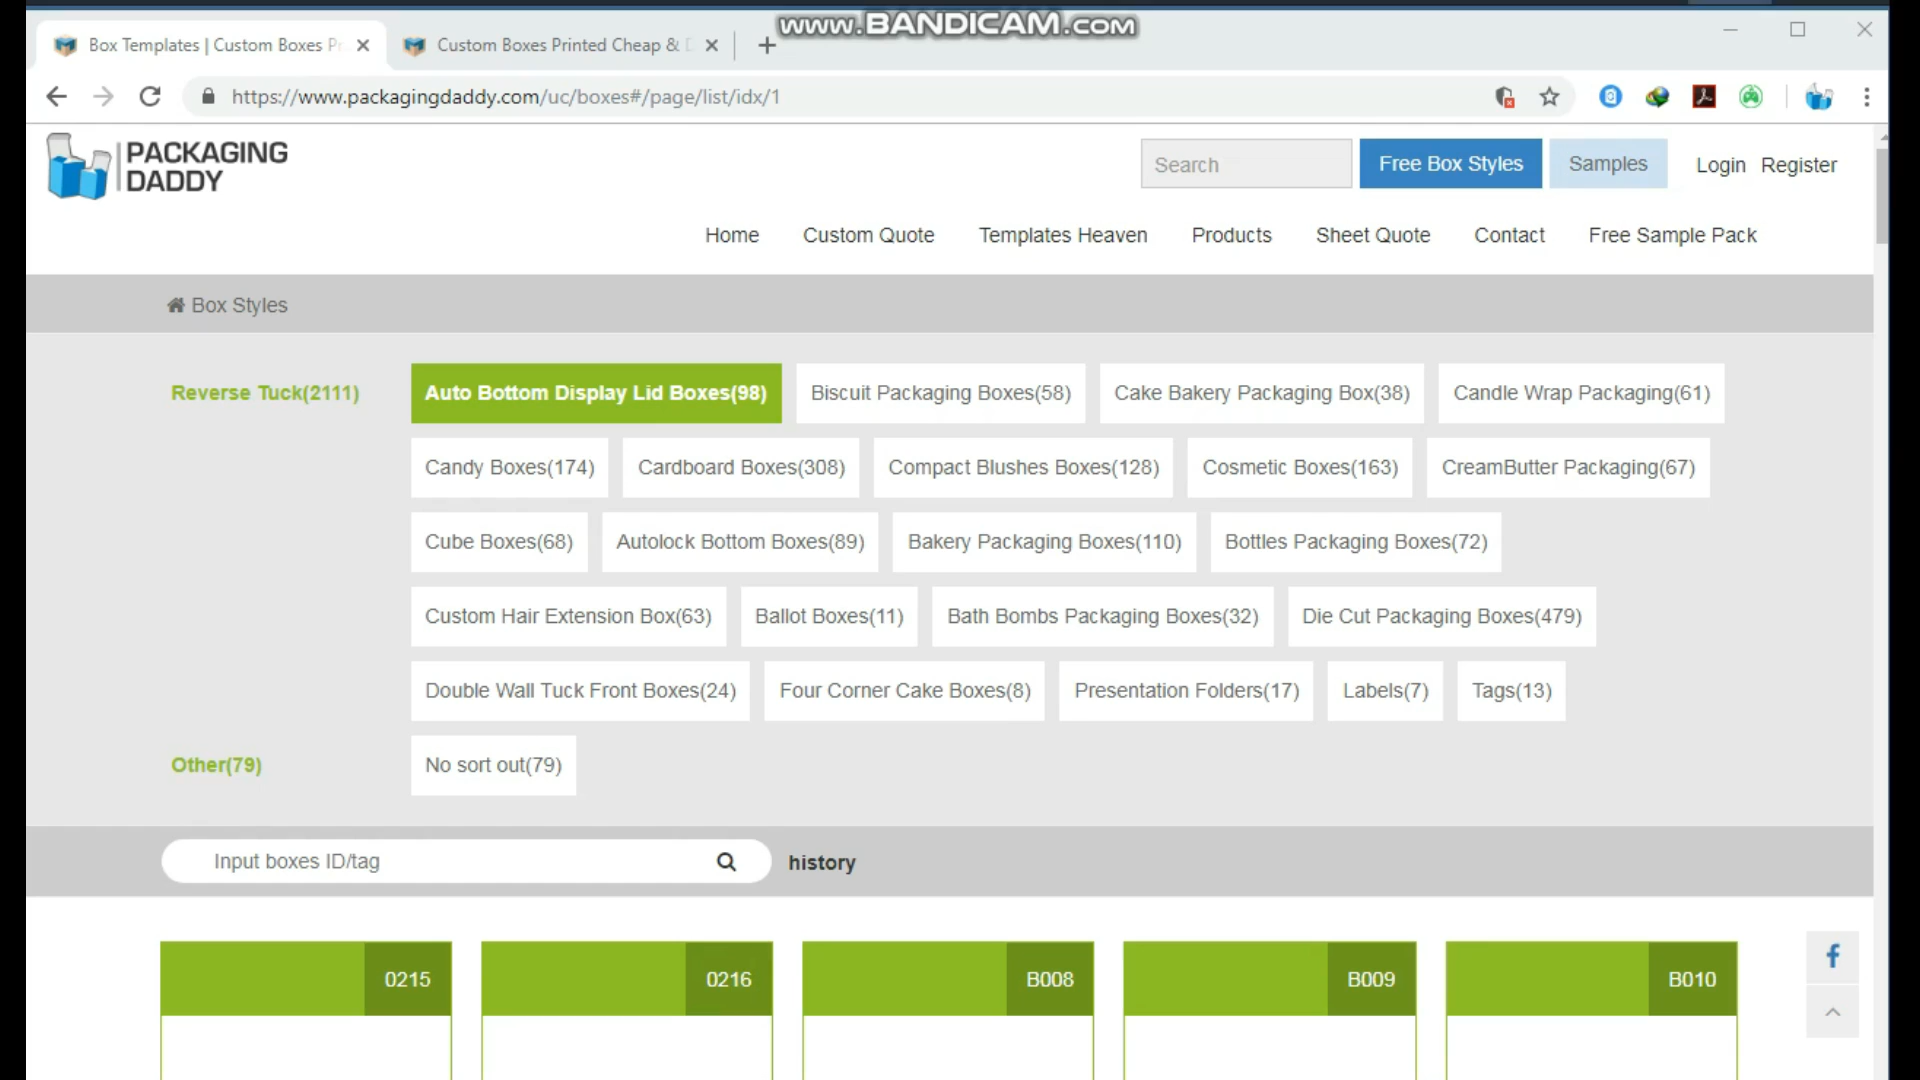 www.BANDICAM.com
Box Templates | Custom Boxes Pr
Custom Boxes Printed Cheap & D
https://www.packagingdaddy.com/uc/boxes#/page/list/idx/1
PACKAGING
DADDY
Search
Free Box Styles
Samples
Login Register
Home Custom Quote Templates Heaven Products Sheet Quote Contact Free Sample Pack
Box Styles
Reverse Tuck(2111)
Auto Bottom Display Lid Boxes(98) Biscuit Packaging Boxes(58) Cake Bakery Packaging Box(38) Candle Wrap Packaging(61)
Candy Boxes(174) Cardboard Boxes(308) Compact Blushes Boxes(128) Cosmetic Boxes(163) CreamButter Packaging(67)
Cube Boxes(68) Autolock Bottom Boxes(89) Bakery Packaging Boxes(110) Bottles Packaging Boxes(72)
Custom Hair Extension Box(63) Ballot Boxes(11) Bath Bombs Packaging Boxes(32) Die Cut Packaging Boxes(479)
Double Wall Tuck Front Boxes(24) Four Corner Cake Boxes(8) Presentation Folders(17) Labels(7) Tags(13)
Other(79) No sort out(79)
Input boxes ID/tag history
0215 0216 B008 B009 B010